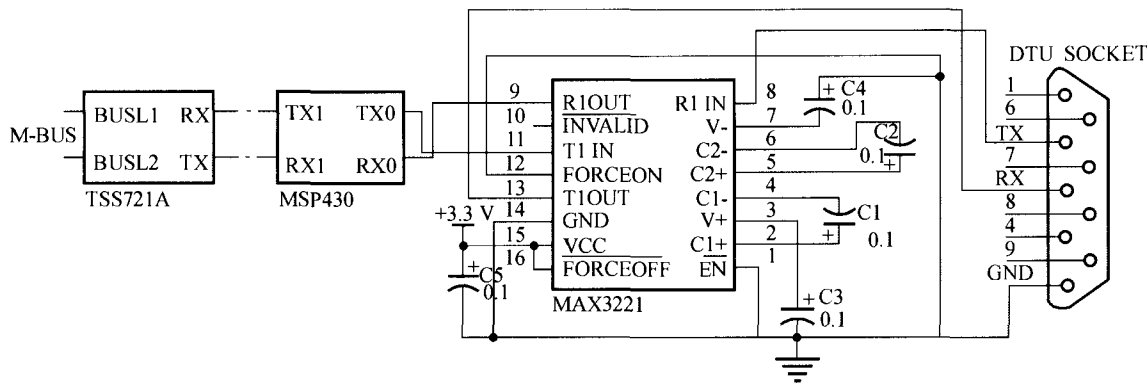 M-BUS
BUSL1 RX
BUSL2 TX
TSS721A
TX1 TX0
RX1 RX0
MSP430
9 R1OUT
10 INVALID
11 T1 IN
12 FORCEON
13 T1OUT
14 GND
15 VCC
16 FORCEOFF
R1 IN 8
V- 7
C2- 6
C2+ 5
C1- 4
V+ 3
C1+ 2
EN 1
MAX3221
+3.3 V
+
C5
0.1
+ C4
0.1
C2
0.1
+
C1
+ 0.1
+ C3
0.1
DTU SOCKET
1
6
TX
7
RX
8
4
9
GND